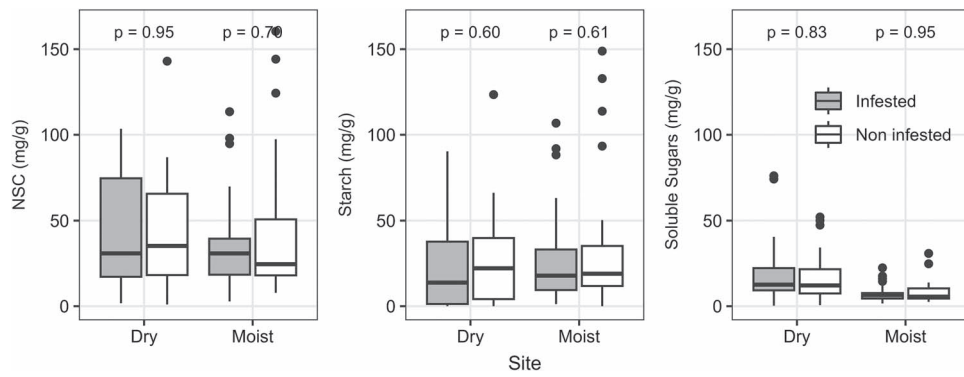 p = 0.95
150
100
50
0
NSC (mg/g)
Dry
Moist
p = 0.60
p = 0.61
150
100
50
0
Starch (mg/g)
Dry
Moist
Site
p = 0.83
p = 0.95
150
100
50
0
Soluble Sugars (mg/g)
Infested
Non infested
Dry
Moist